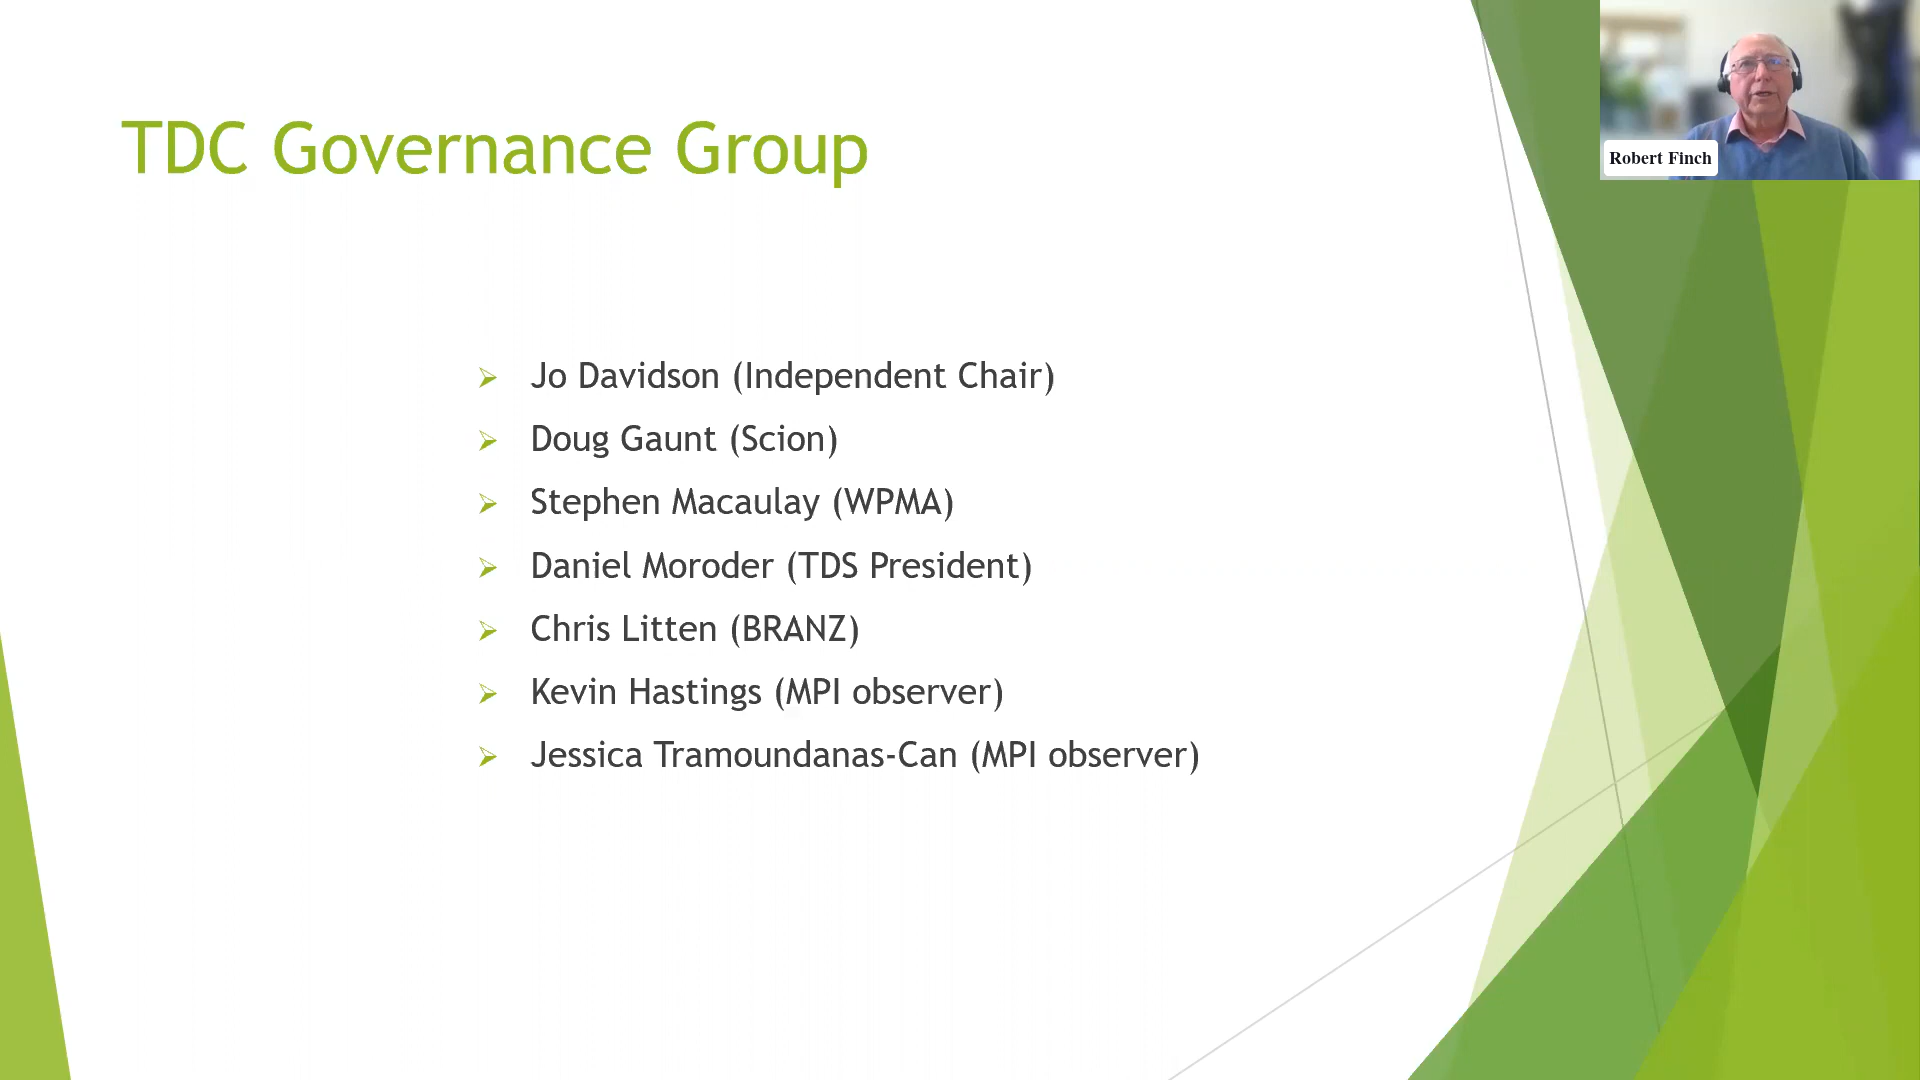 TDC Governance Group
Robert Finch
Jo Davidson (Independent Chair)
Doug Gaunt (Scion)
Stephen Macaulay (WPMA)
Daniel Moroder (TDS President)
Chris Litten (BRANZ)
Kevin Hastings (MPI observer)
Jessica Tramoundanas-Can (MPI observer)